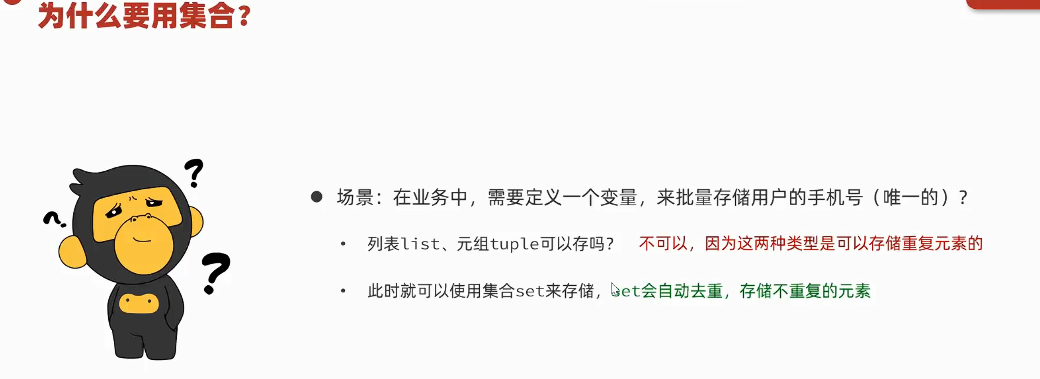 为什么要用集合？
场景：在业务中，需要定义一个变量，来批量存储用户的手机号（唯一的）？
列表list、元组tuple可以存吗？ 不可以，因为这两种类型是可以存储重复元素的
此时就可以使用集合set来存储，set会自动去重，存储不重复的元素